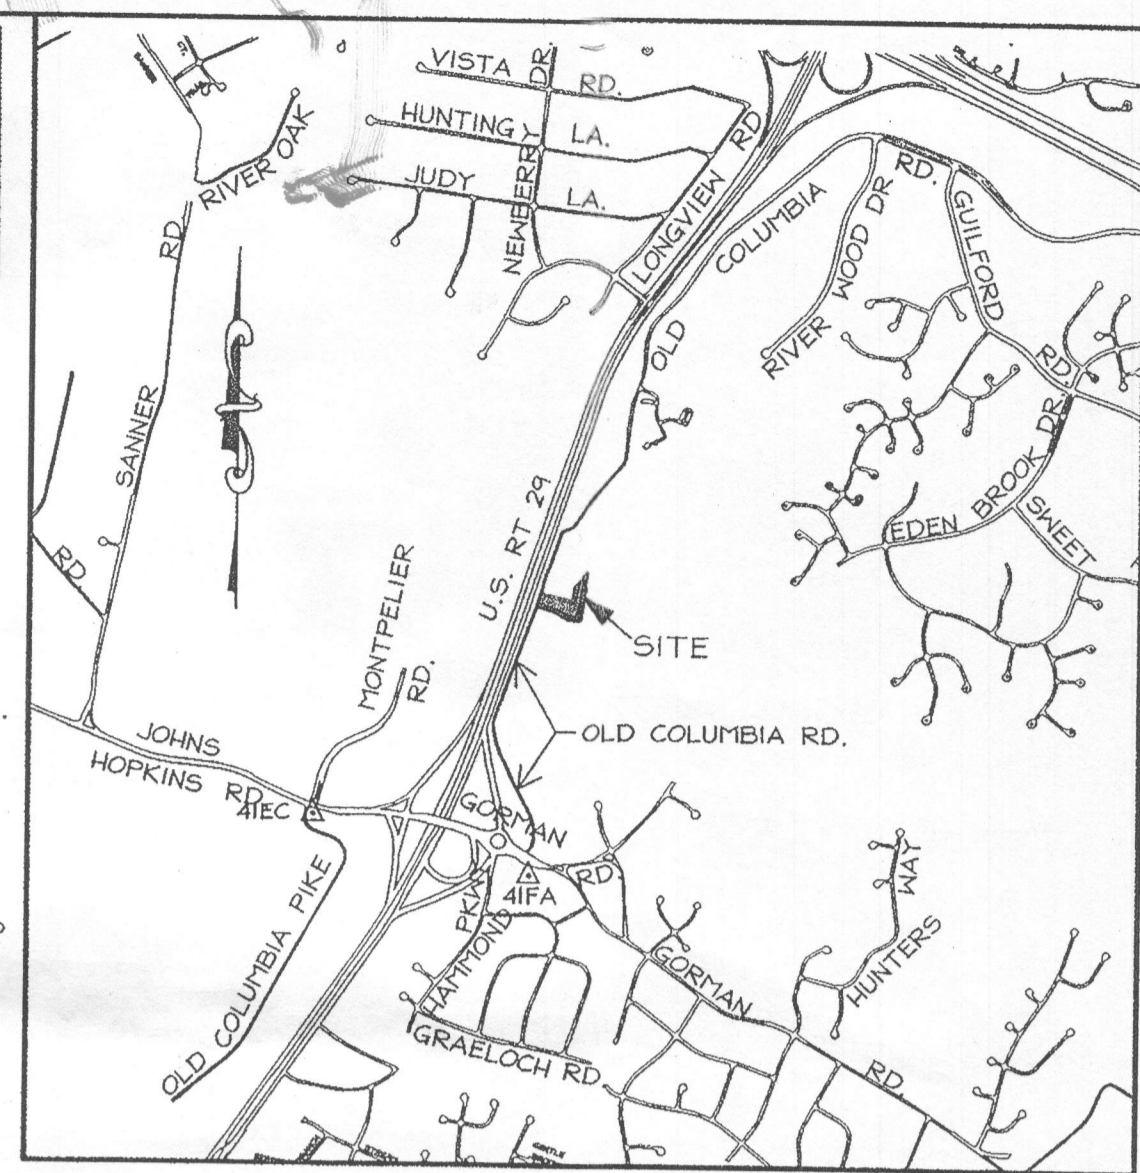 VISTA RD.
HUNTING LA.
JUDY LA.
NEWBERRY DR.
RIVER OAK
SANNER RD.
LONGVIEW RD
OLD COLUMBIA RD.
RIVER WOOD DR.
GUILFORD RD.
EDEN BROOK DR.
SWEET
U.S. RT 29
RD.
MONTPELIER RD.
SITE
OLD COLUMBIA RD.
JOHNS HOPKINS RD.
41EC
GORMAN RD
41FA
OLD COLUMBIA PIKE
HAMMOND PKWY
GRAELOCH RD
GORMAN RD.
HUNTERS WAY